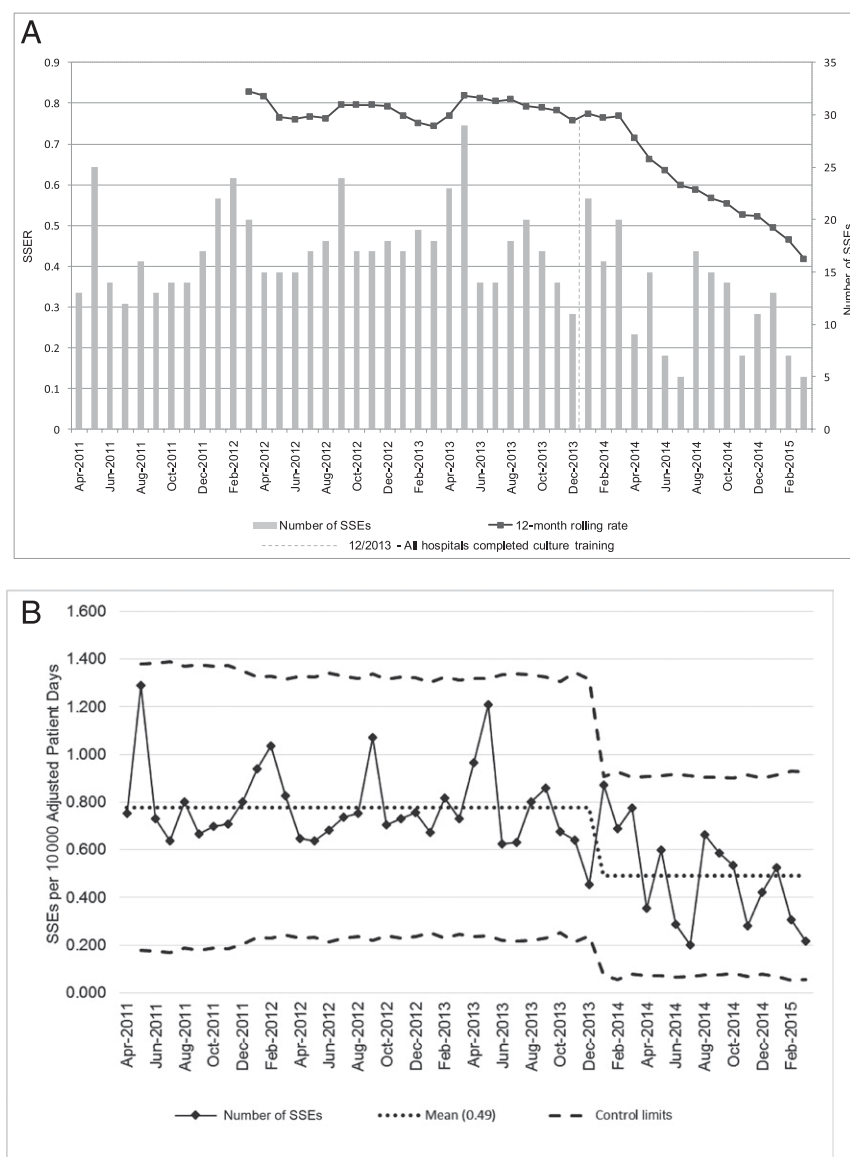 A
SSER
0.9
0.8
0.7
0.6
0.5
0.4
0.3
0.2
0.1
0
35
30
25
20
15
10
5
0
Number of SSEs
Apr-2011
Jun-2011
Aug-2011
Oct-2011
Dec-2011
Feb-2012
Apr-2012
Jun-2012
Aug-2012
Oct-2012
Dec-2012
Feb-2013
Apr-2013
Jun-2013
Aug-2013
Oct-2013
Dec-2013
Feb-2014
Apr-2014
Jun-2014
Aug-2014
Oct-2014
Dec-2014
Feb-2015
Number of SSEs
12-month rolling rate
12/2013 - All hospitals completed culture training
B
SSEs per 10 000 Adjusted Patient Days
1.600
1.400
1.200
1.000
0.800
0.600
0.400
0.200
0.000
Apr-2011
Jun-2011
Aug-2011
Oct-2011
Dec-2011
Feb-2012
Apr-2012
Jun-2012
Aug-2012
Oct-2012
Dec-2012
Feb-2013
Apr-2013
Jun-2013
Aug-2013
Oct-2013
Dec-2013
Feb-2014
Apr-2014
Jun-2014
Aug-2014
Oct-2014
Dec-2014
Feb-2015
Number of SSEs
Mean (0.49)
Control limits